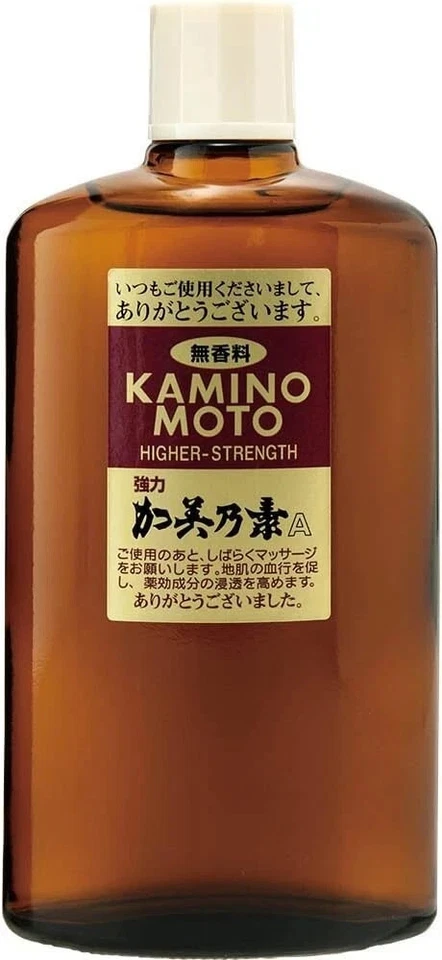 いつもご使用くださいまして、
ありがとうございます。
無香料
KAMINO
MOTO
HIGHER-STRENGTH
強力
加美乃素A
ご使用のあと、しばらくマッサージ
をお願いします。地肌の血行を促
し、薬効成分の浸透を高めます。
ありがとうございました。